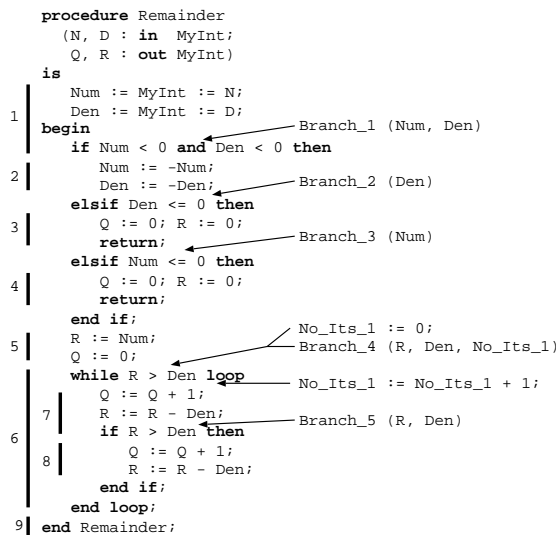 procedure Remainder
(N, D : in MyInt;
Q, R : out MyInt)
is
Num := MyInt := N;
Den := MyInt := D;
1
begin
Branch_1 (Num, Den)
if Num < 0 and Den < 0 then
2
Num := -Num;
Den := -Den;
Branch_2 (Den)
elsif Den <= 0 then
3
Q := 0; R := 0;
return;
Branch_3 (Num)
elsif Num <= 0 then
4
Q := 0; R := 0;
return;
end if;
5
R := Num;
Q := 0;
No_Its_1 := 0;
Branch_4 (R, Den, No_Its_1)
while R > Den loop
No_Its_1 := No_Its_1 + 1;
Q := Q + 1;
7
R := R - Den;
Branch_5 (R, Den)
if R > Den then
6
8
Q := Q + 1;
R := R - Den;
end if;
end loop;
9
end Remainder;